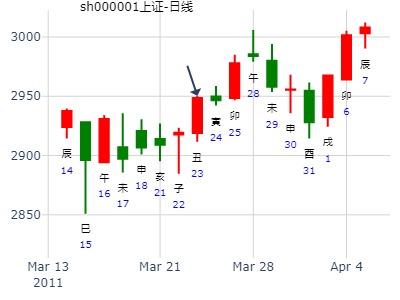 sh000001上证-日线
3000
2950
2900
2850
辰
14
巳
15
午
16
未
17
申
18
亥
21
子
22
丑
23
寅
24
卯
25
午
28
未
29
申
30
酉
31
戌
1
卯
6
辰
7
Mar 13
2011
Mar 21
Mar 28
Apr 4